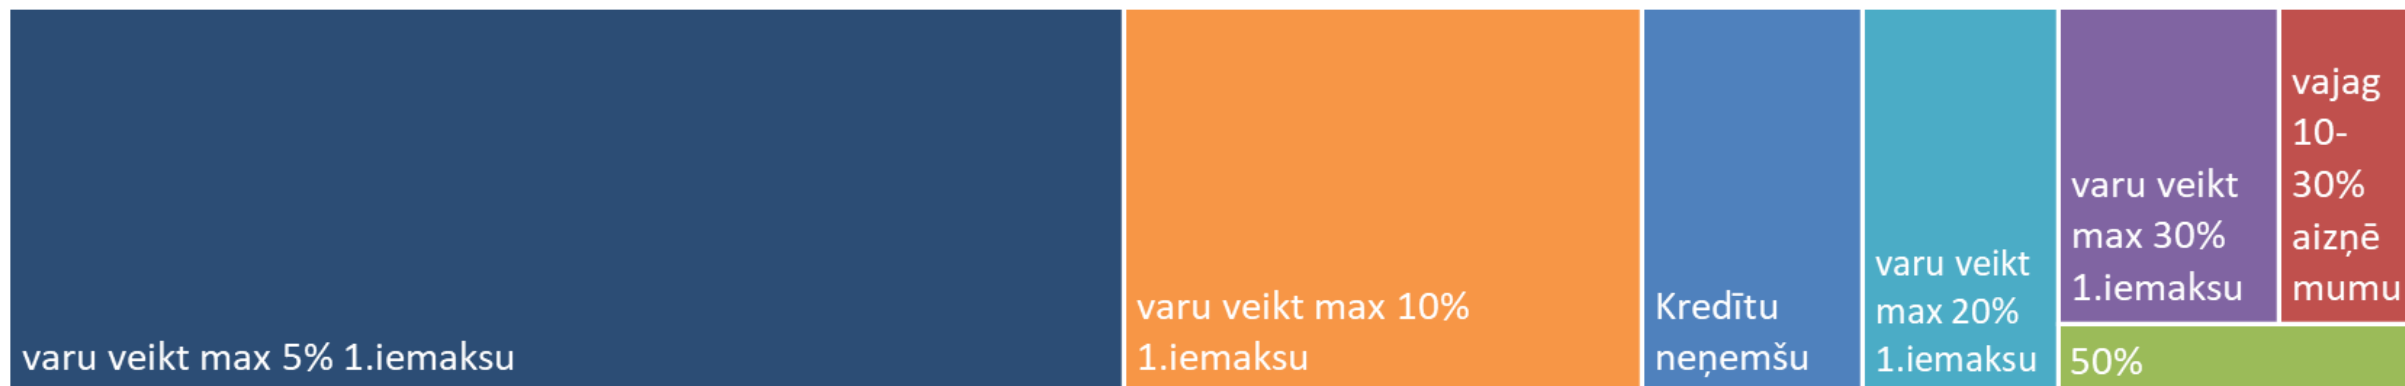 varu veikt max 5% 1.iemaksu
varu veikt max 10%
1.iemaksu
Kredītu
neņemšu
varu veikt
max 20%
1.iemaksu
varu veikt
max 30%
1.iemaksu
vajag
10-
30%
aizņē
mumu
50%